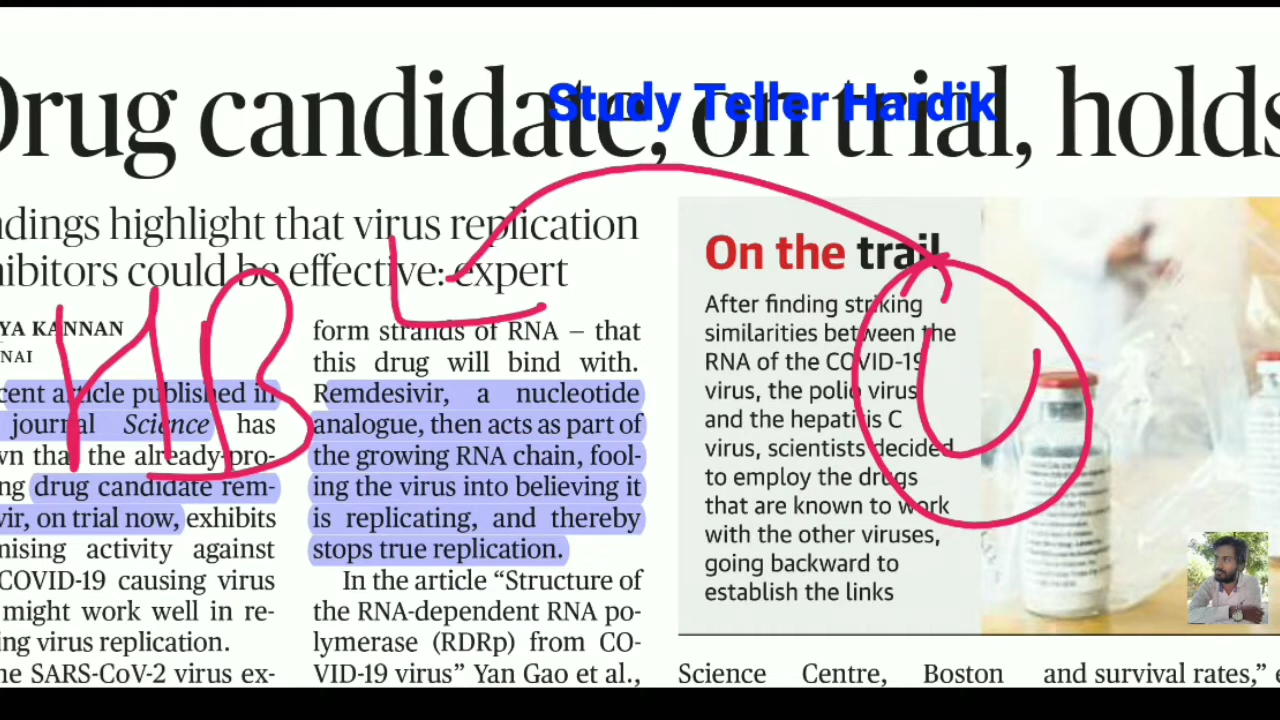 Drug candidate, on trial, holds
Study Teller Hardik
ndings highlight that virus replication
hibitors could be effective: expert
YA KANNAN
NAI
cent article published in
journal Science has
wn that the already-pro-
ng drug candidate rem-
vir, on trial now, exhibits
mising activity against
COVID-19 causing virus
might work well in re-
ing virus replication.
he SARS-CoV-2 virus ex-
form strands of RNA – that
this drug will bind with.
Remdesivir, a nucleotide
analogue, then acts as part of
the growing RNA chain, fool-
ing the virus into believing it
is replicating, and thereby
stops true replication.
In the article “Structure of
the RNA-dependent RNA po-
lymerase (RDRp) from CO-
VID-19 virus” Yan Gao et al.,
On the trail
After finding striking
similarities between the
RNA of the COVID-19
virus, the polio virus
and the hepatitis C
virus, scientists decided
to employ the drugs
that are known to work
with the other viruses,
going backward to
establish the links
Science Centre, Boston
and survival rates,”
HB
L
U